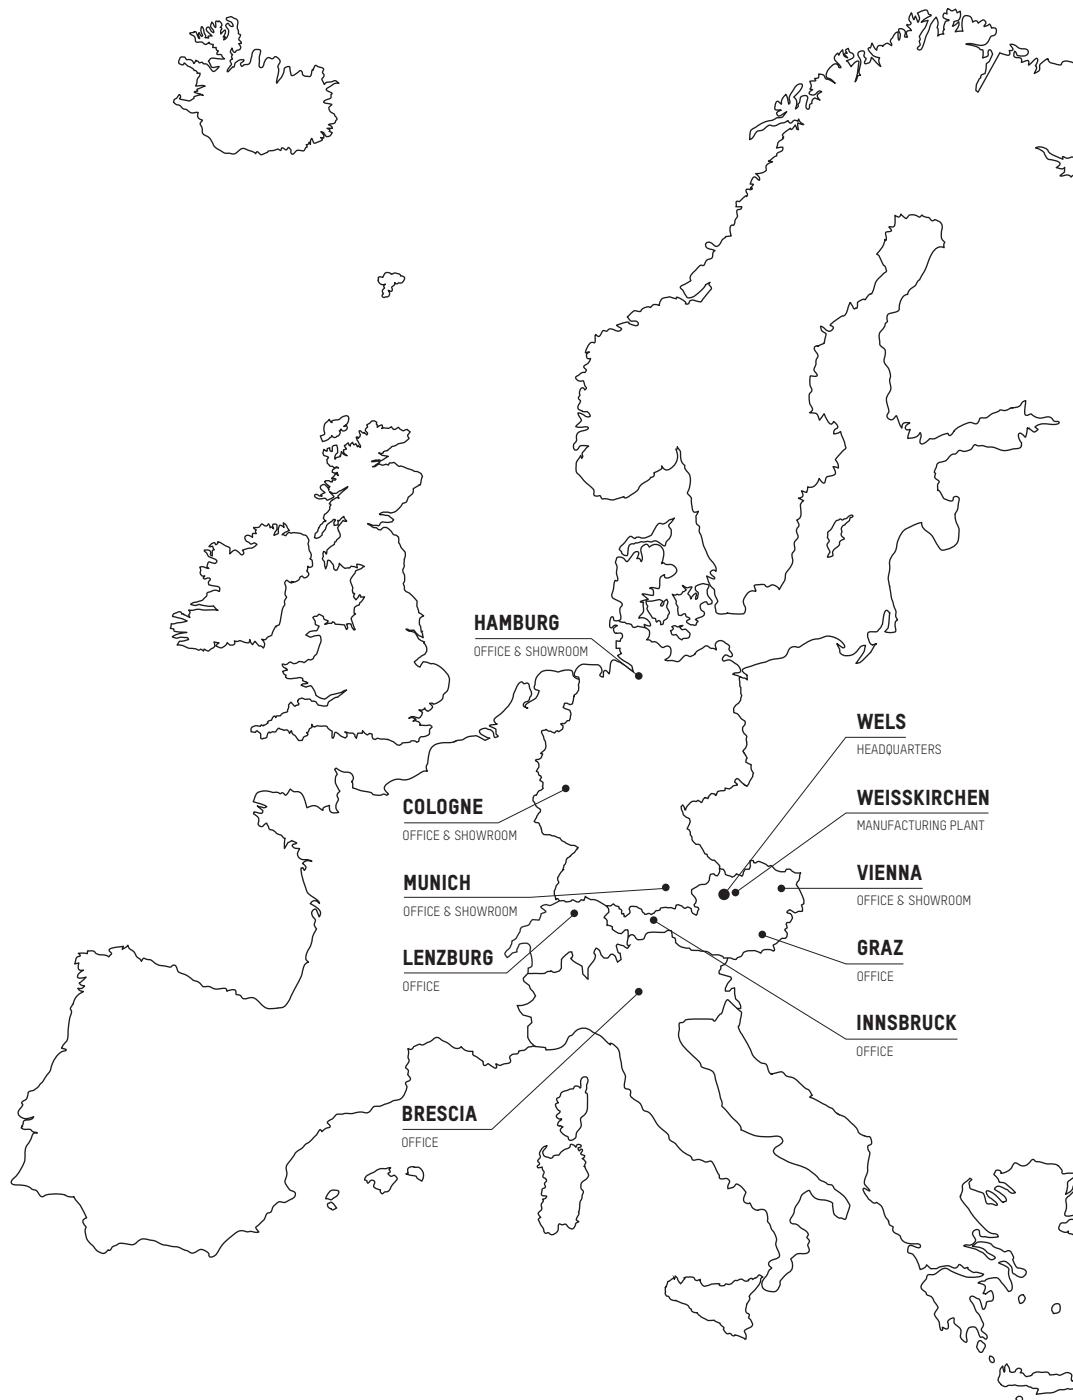 HAMBURG
OFFICE & SHOWROOM
WELS
HEADQUARTERS
COLOGNE
OFFICE & SHOWROOM
WEISSKIRCHEN
MANUFACTURING PLANT
MUNICH
OFFICE & SHOWROOM
VIENNA
OFFICE & SHOWROOM
LENZBURG
OFFICE
GRAZ
OFFICE
INNSBRUCK
OFFICE
BRESCIA
OFFICE